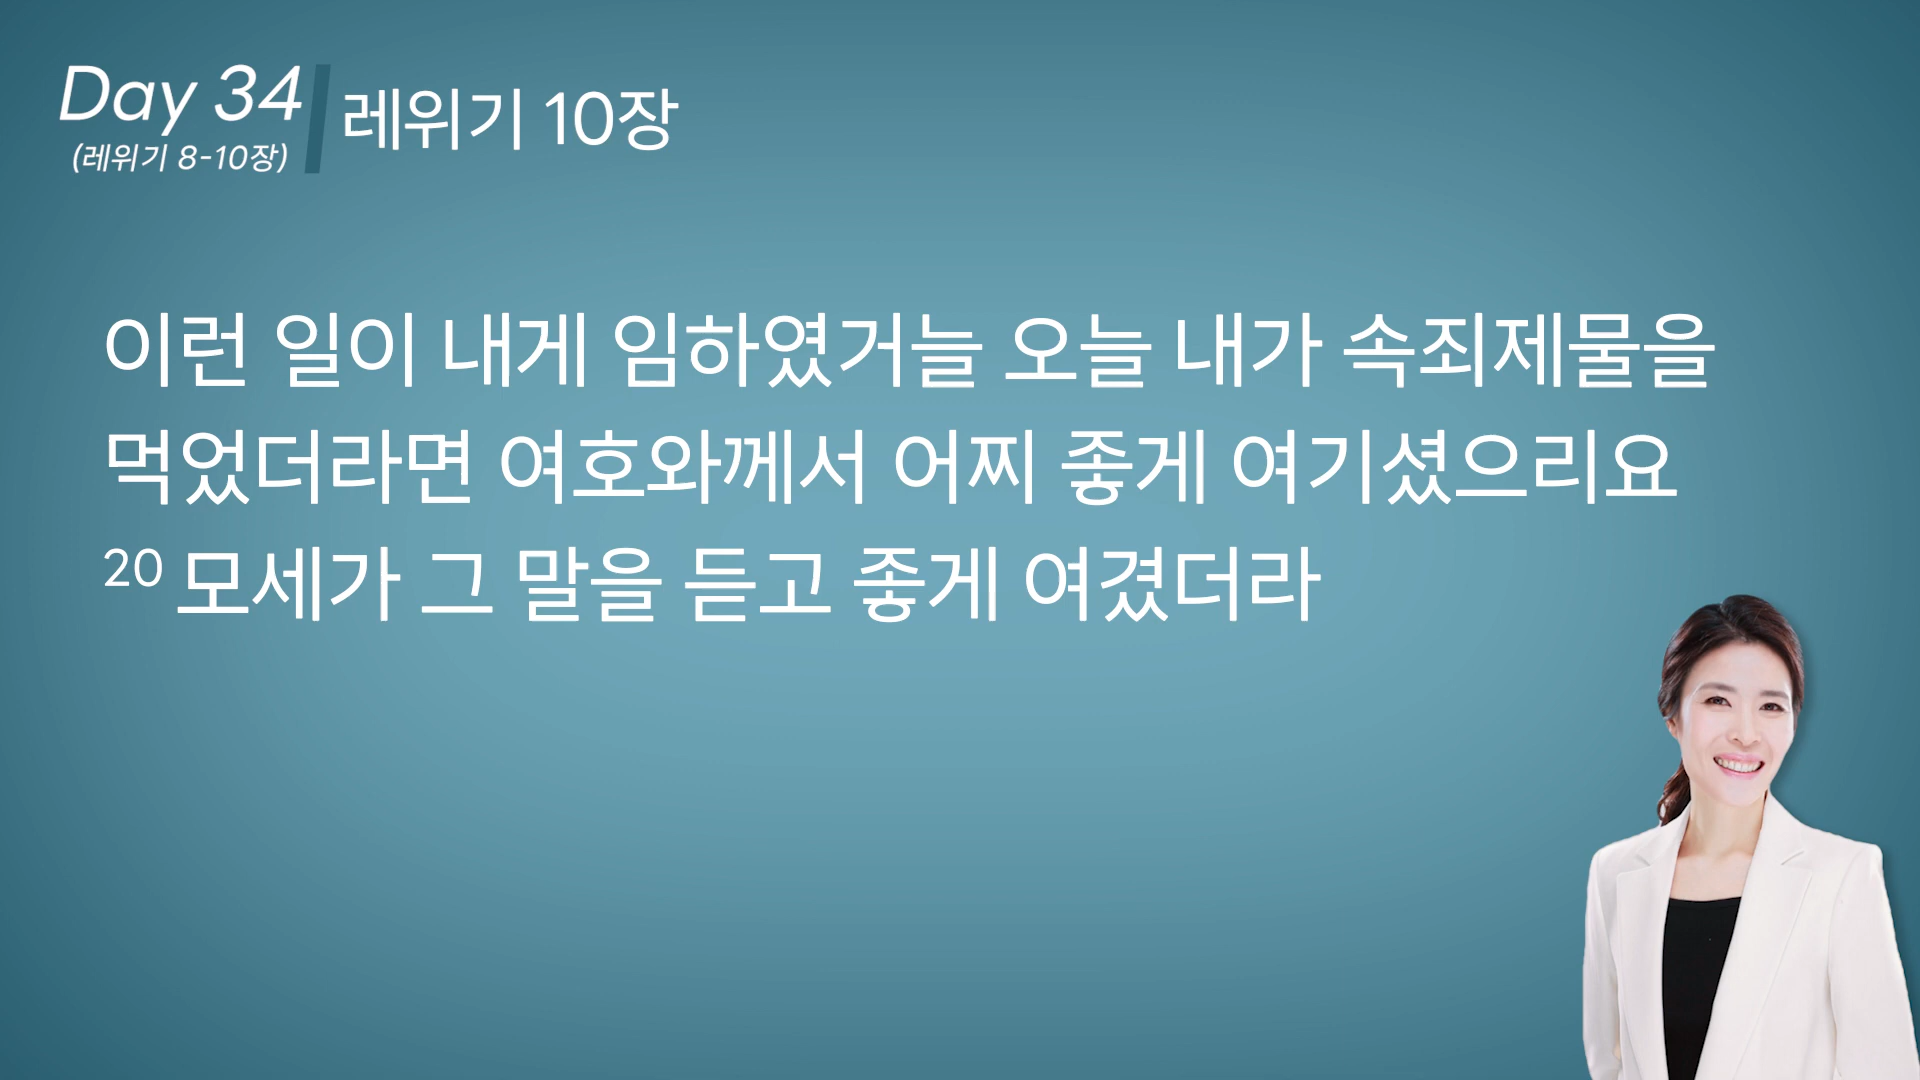 Day 34
(레위기 8-10장)
레위기 10장
이런 일이 내게 임하였거늘 오늘 내가 속죄제물을
먹었더라면 여호와께서 어찌 좋게 여기셨으리요
20 모세가 그 말을 듣고 좋게 여겼더라